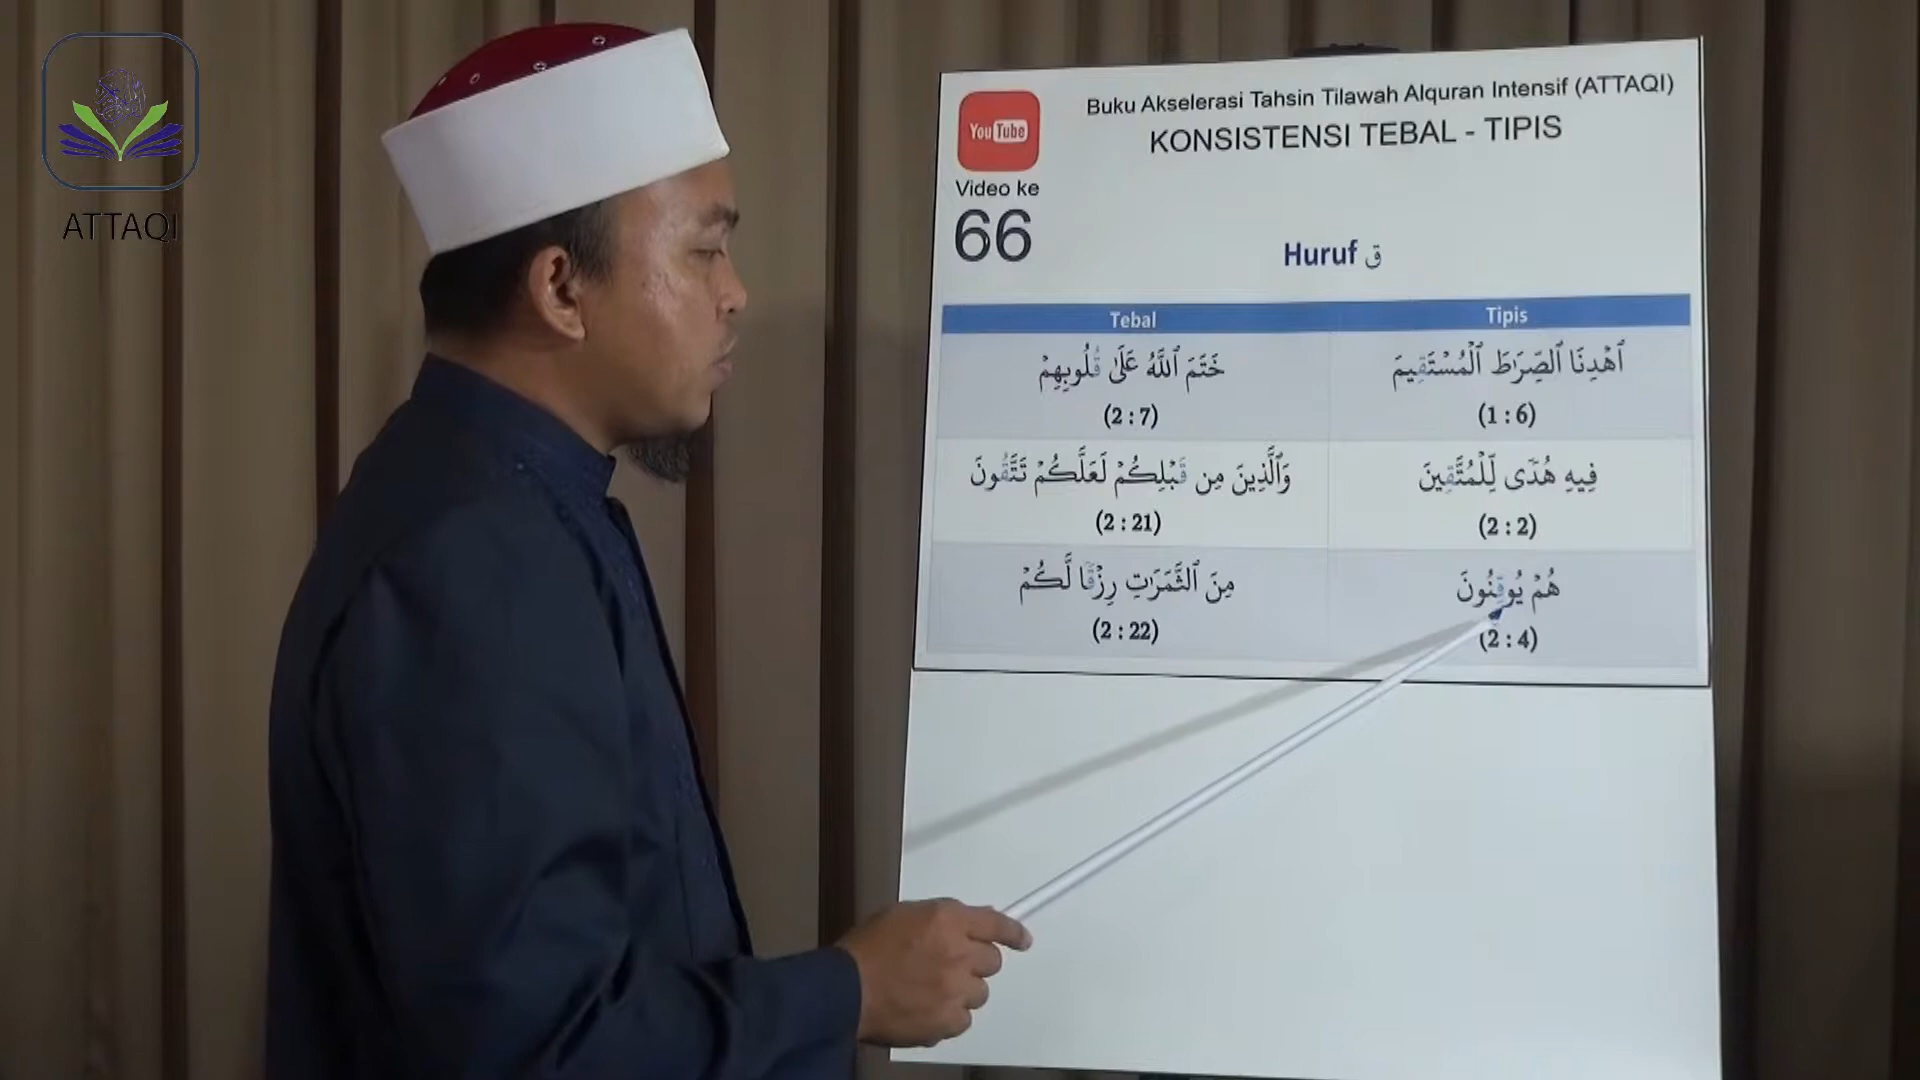 ATTAQI
You Tube
Video ke
66
Buku Akselerasi Tahsin Tilawah Alquran Intensif (ATTAQI)
KONSISTENSI TEBAL - TIPIS
Huruf ق
Tebal
Tipis
خَتَمَ ٱللَّهُ عَلَىٰ قُلُوبِهِمْ
(2 : 7)
ٱهْدِنَا ٱلصِّرَٰطَ ٱلْمُسْتَقِيمَ
(1 : 6)
وَٱلَّذِينَ مِن قَبْلِكُمْ لَعَلَّكُمْ تَتَّقُونَ
(2 : 21)
فِيهِ هُدًى لِّلْمُتَّقِينَ
(2 : 2)
مِنَ ٱلثَّمَرَٰتِ رِزْقًا لَّكُمْ
(2 : 22)
هُمْ يُوقِنُونَ
(2 : 4)